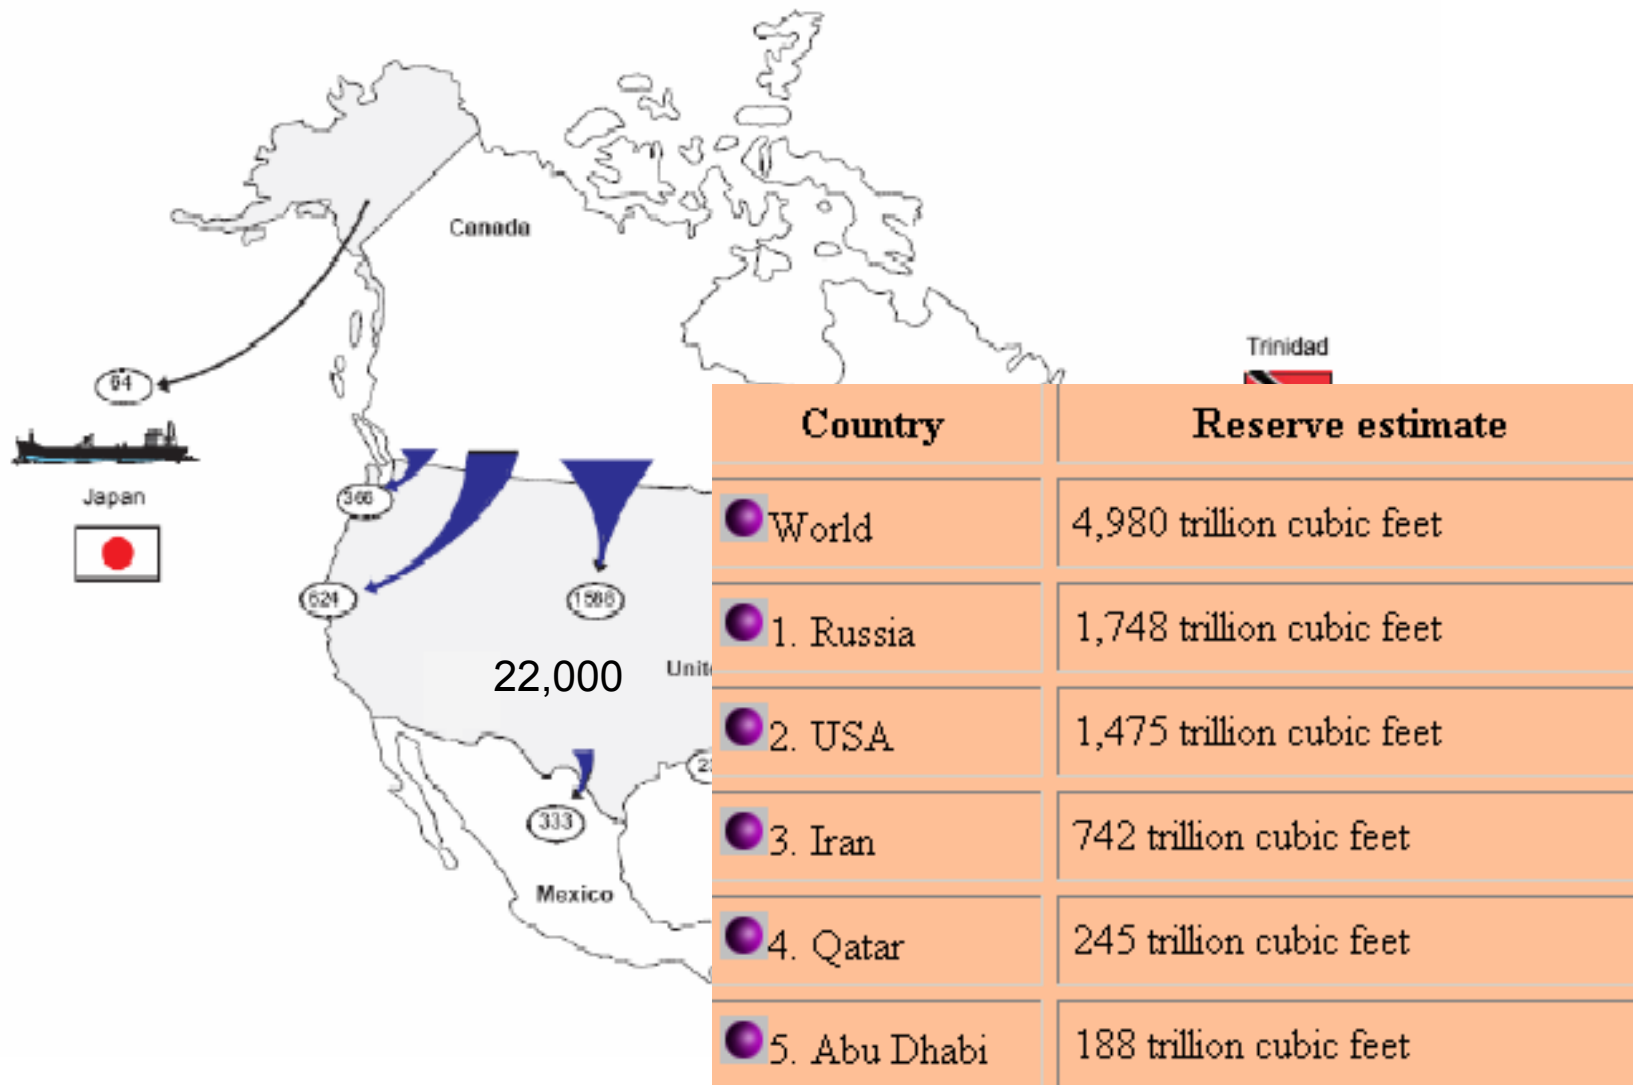 Canada
Trinidad
64
Japan
366
624
22,000
333
Mexico
Country Reserve estimate
World 4,980 trillion cubic feet
1. Russia 1,748 trillion cubic feet
2. USA 1,475 trillion cubic feet
3. Iran 742 trillion cubic feet
4. Qatar 245 trillion cubic feet
5. Abu Dhabi 188 trillion cubic feet